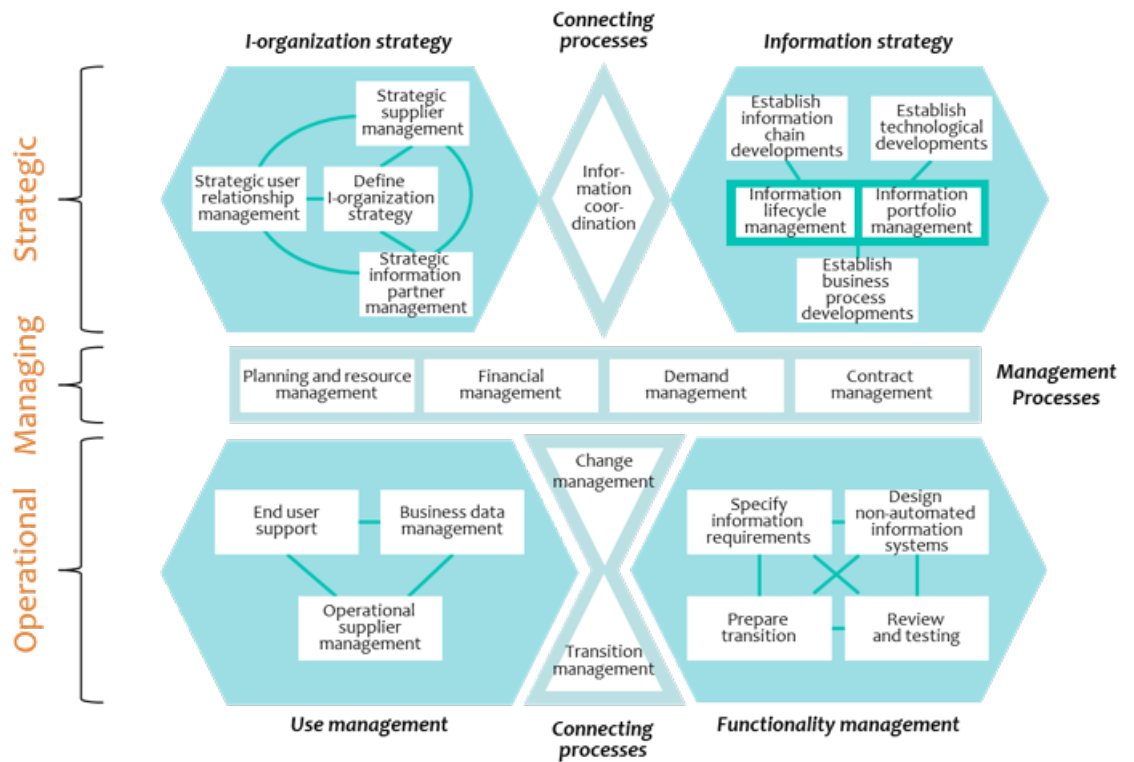 I-organization strategy
Connecting
processes
Information strategy
Strategic
Strategic
supplier
management
Strategic user
relationship
management
Define
I-organization
strategy
Strategic
information
partner
management
Infor-
mation
coor-
dination
Establish
information
chain
developments
Establish
technological
developments
Information
lifecycle
management
Information
portfolio
management
Establish
business
process
developments
Managing
Planning and resource
management
Financial
management
Demand
management
Contract
management
Management
Processes
Operational
End user
support
Business data
management
Operational
supplier
management
Change
management
Transition
management
Specify
information
requirements
Design
non-automated
information
systems
Prepare
transition
Review
and testing
Use management
Connecting
processes
Functionality management